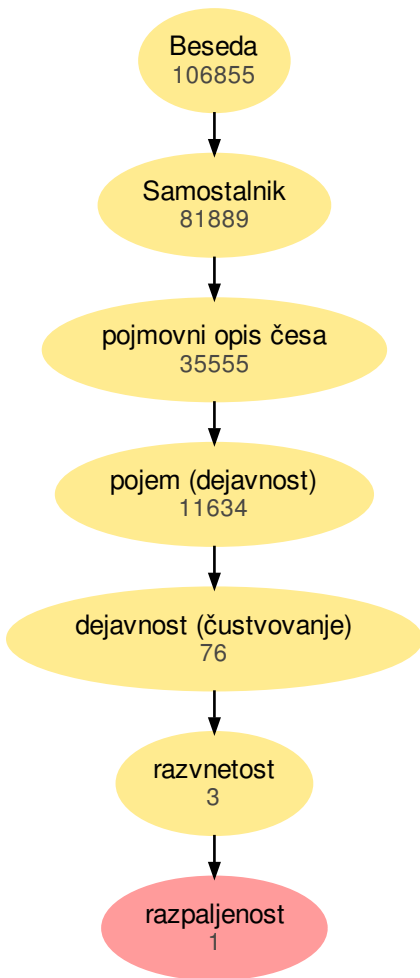 Beseda
106855
Samostalnik
81889
pojmovni opis česa
35555
pojem (dejavnost)
11634
dejavnost (čustvovanje)
76
razvnetost
3
razpaljenost
1